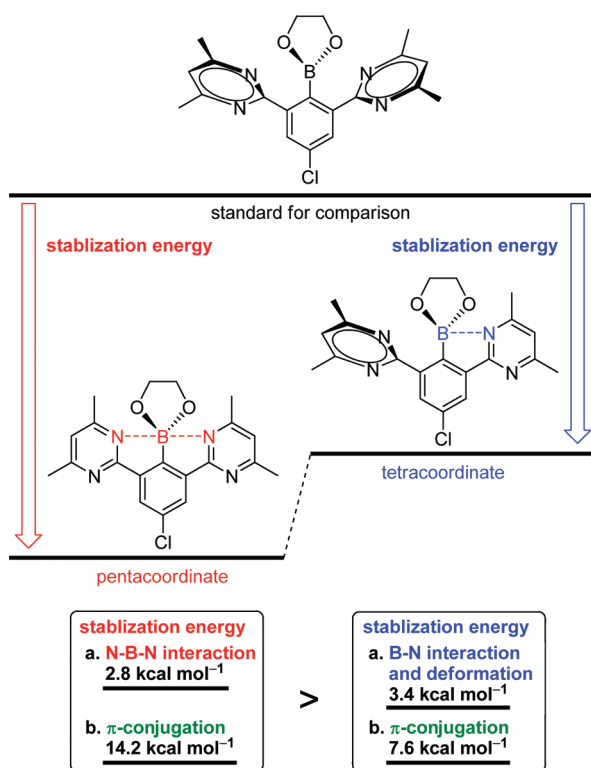 O O
B
N N
N N
Cl
standard for comparison
stablization energy
stablization energy
O O
B N
N
N N
Cl
tetracoordinate
O O
N B N
N N
Cl
pentacoordinate
stablization energy
a. N-B-N interaction
2.8 kcal mol⁻¹
b. π-conjugation
14.2 kcal mol⁻¹
>
stablization energy
a. B-N interaction
and deformation
3.4 kcal mol⁻¹
b. π-conjugation
7.6 kcal mol⁻¹